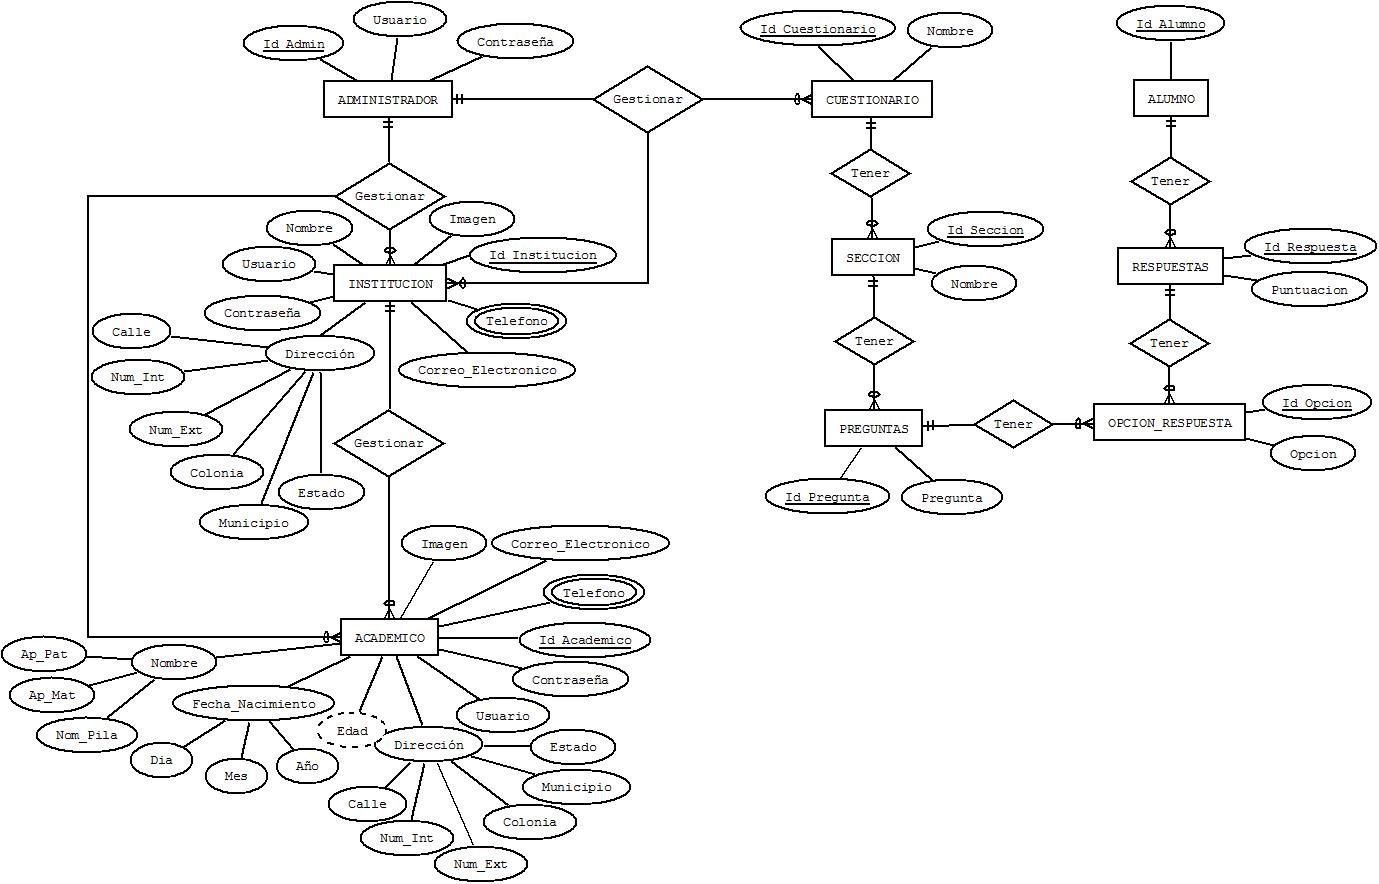 Usuario
Id_Admin
Contraseña
Id_Cuestionario
Nombre
Id_Alumno
ADMINISTRADOR
Gestionar
CUESTIONARIO
ALUMNO
Gestionar
Tener
Tener
Nombre
Imagen
Usuario
Id_Institucion
INSTITUCION
Contraseña
Telefono
Id_Seccion
SECCION
Nombre
Id_Respuesta
RESPUESTAS
Puntuacion
Calle
Dirección
Num_Int
Correo_Electronico
Tener
Tener
Num_Ext
Colonia
Municipio
Estado
Gestionar
PREGUNTAS
Tener
OPCION_RESPUESTA
Id_Opcion
Opcion
Id_Pregunta
Pregunta
Imagen
Correo_Electronico
Telefono
ACADEMICO
Id_Academico
Ap_Pat
Nombre
Contraseña
Ap_Mat
Fecha_Nacimiento
Usuario
Nom_Pila
Edad
Dirección
Estado
Dia
Mes
Año
Municipio
Calle
Colonia
Num_Int
Num_Ext